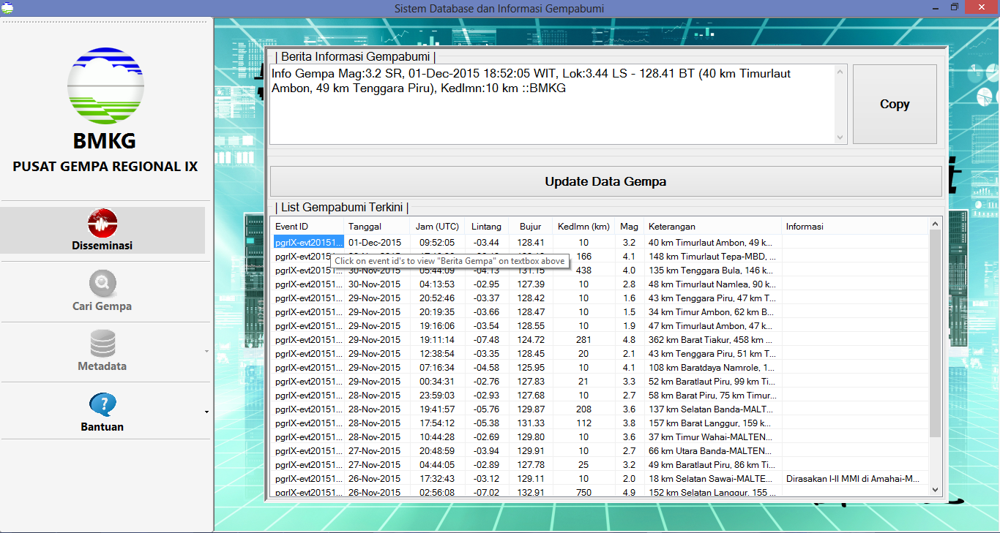 Sistem Database dan Informasi Gempabumi
BMKG
PUSAT GEMPA REGIONAL IX
Disseminasi
Cari Gempa
Metadata
Bantuan
| Berita Informasi Gempabumi |
Info Gempa Mag:3.2 SR, 01-Dec-2015 18:52:05 WIT, Lok:3.44 LS - 128.41 BT (40 km Timurlaut
Ambon, 49 km Tenggara Piru), Kedlmn:10 km ::BMKG
Copy
Update Data Gempa
| List Gempabumi Terkini |
Event ID Tanggal Jam (UTC) Lintang Bujur Kedlmn (km) Mag Keterangan Informasi
pgrIX-evt20151... 01-Dec-2015 09:52:05 -03.44 128.41 10 3.2 40 km Timurlaut Ambon, 49 k...
pgrIX-evt20151 166 4.1 148 km Timurlaut Tepa-MBD, ...
Click on event id's to view "Berita Gempa" on textbox above
pgrIX-evt20151... 30-Nov-2015 05:44:09 -04.13 131.15 438 4.0 135 km Tenggara Bula, 146 k...
pgrIX-evt20151... 30-Nov-2015 04:13:53 -02.95 127.39 10 2.8 48 km Timurlaut Namlea, 90 k...
pgrIX-evt20151... 29-Nov-2015 20:52:46 -03.37 128.42 10 1.6 43 km Tenggara Piru, 47 km T...
pgrIX-evt20151... 29-Nov-2015 20:19:35 -03.66 128.47 10 1.5 34 km Timur Ambon, 62 km B...
pgrIX-evt20151... 29-Nov-2015 19:16:06 -03.54 128.55 10 1.9 47 km Timurlaut Ambon, 47 k...
pgrIX-evt20151... 29-Nov-2015 19:11:14 -07.48 124.72 281 4.8 362 km Barat Tiakur, 458 km ...
pgrIX-evt20151... 29-Nov-2015 12:38:54 -03.35 128.45 20 2.1 43 km Tenggara Piru, 51 km T...
pgrIX-evt20151... 29-Nov-2015 07:16:34 -04.58 125.95 10 4.1 108 km Baratdaya Namrole, 1...
pgrIX-evt20151... 29-Nov-2015 00:34:31 -02.76 127.83 21 3.3 52 km Baratlaut Piru, 99 km Ti...
pgrIX-evt20151... 28-Nov-2015 23:59:03 -02.93 127.68 10 2.7 58 km Barat Piru, 75 km Timur...
pgrIX-evt20151... 28-Nov-2015 19:41:57 -05.76 129.87 208 3.6 137 km Selatan Banda-MALT...
pgrIX-evt20151... 28-Nov-2015 17:54:12 -05.38 131.33 112 3.8 157 km Barat Langgur, 159 k...
pgrIX-evt20151... 28-Nov-2015 10:44:28 -02.69 129.80 10 3.6 37 km Timur Wahai-MALTEN...
pgrIX-evt20151... 27-Nov-2015 20:48:59 -03.94 129.91 10 2.7 66 km Utara Banda-MALTEN...
pgrIX-evt20151... 27-Nov-2015 04:44:05 -02.89 127.78 25 3.2 49 km Baratlaut Piru, 86 km Ti...
pgrIX-evt20151... 26-Nov-2015 17:32:43 -03.12 129.11 10 2.0 18 km Selatan Sawai-MALTE... Dirasakan I-II MMI di Amahai-M...
pgrIX-evt20151... 26-Nov-2015 02:56:08 -07.02 132.91 750 4.9 152 km Selatan Langgur, 155 ...